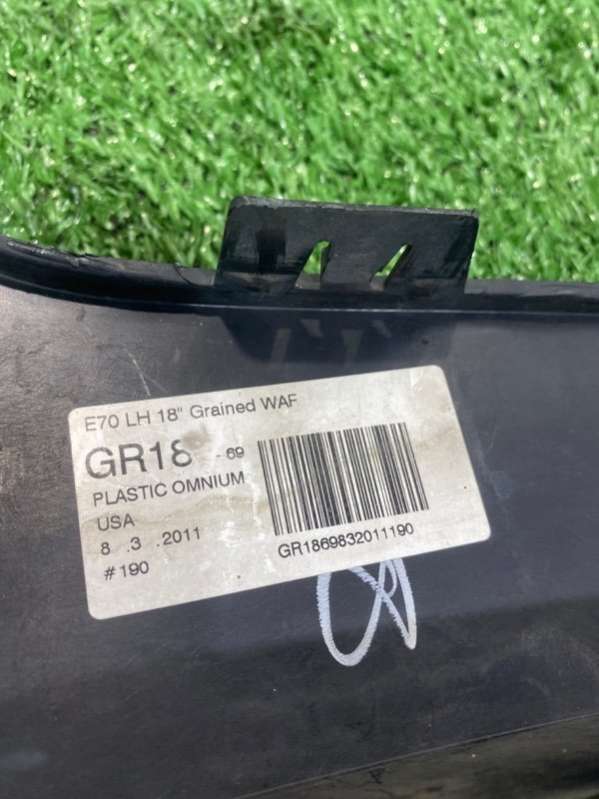 E70 LH 18" Grained WAF
GR18 - 69
PLASTIC OMNIUM
USA
8 .3 .2011
#190
GR1869832011190